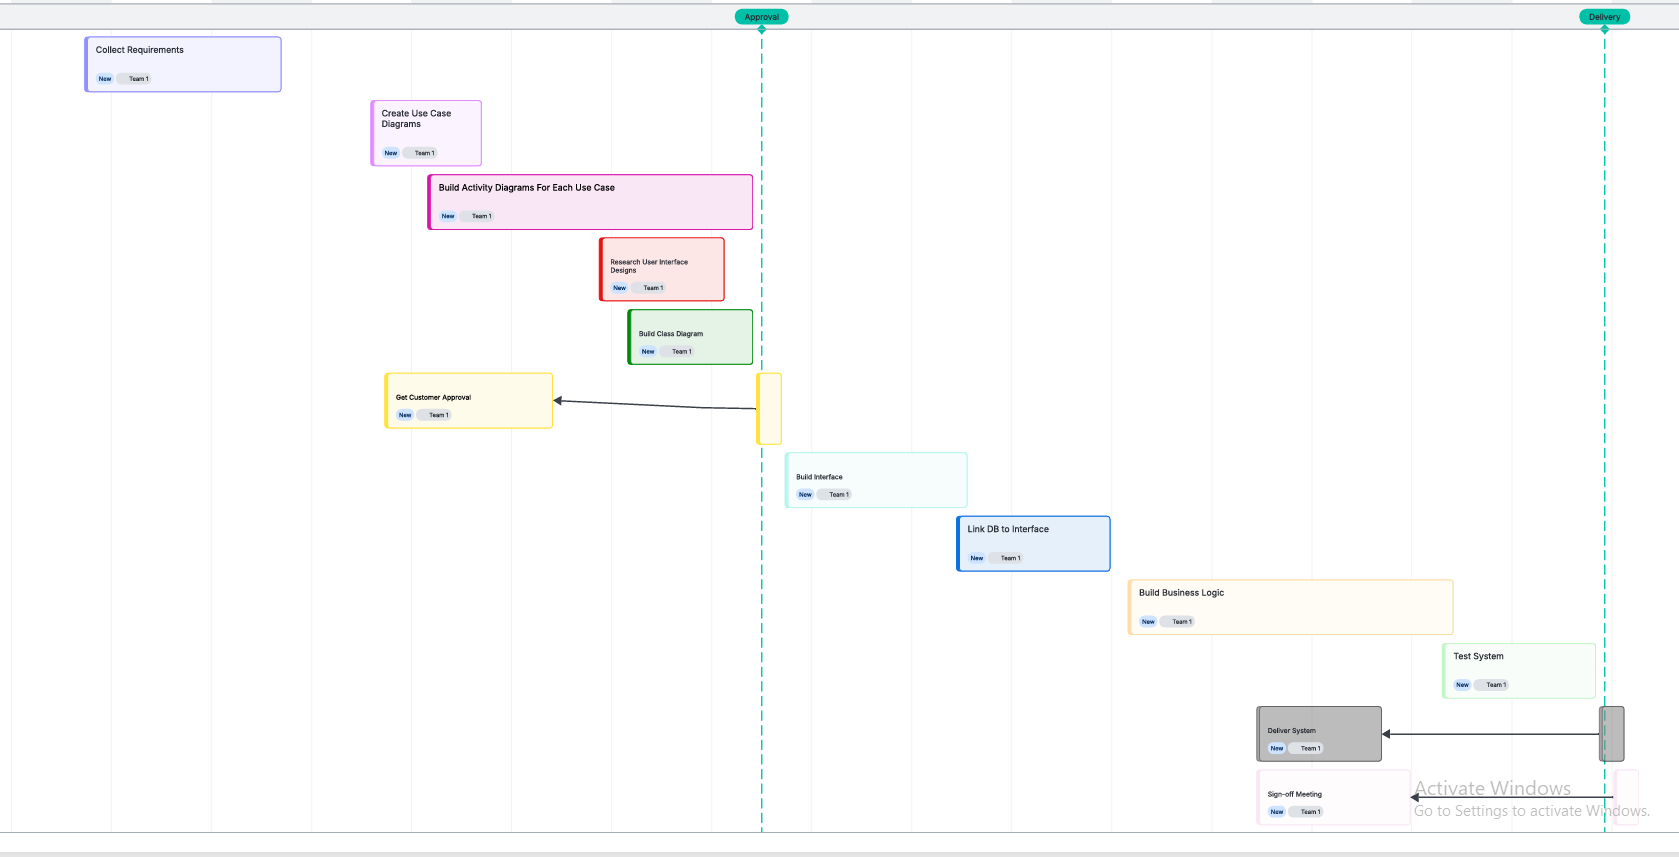 Approval
Delivery
Collect Requirements
New Team 1
Create Use Case
Diagrams
New Team 1
Build Activity Diagrams For Each Use Case
New Team 1
Research User Interface
Designs
New Team 1
Build Class Diagram
New Team 1
Get Customer Approval
New Team 1
Build Interface
New Team 1
Link DB to Interface
New Team 1
Build Business Logic
New Team 1
Test System
New Team 1
Deliver System
New Team 1
Sign-off Meeting
New Team 1
Activate Windows
Go to Settings to activate Windows.